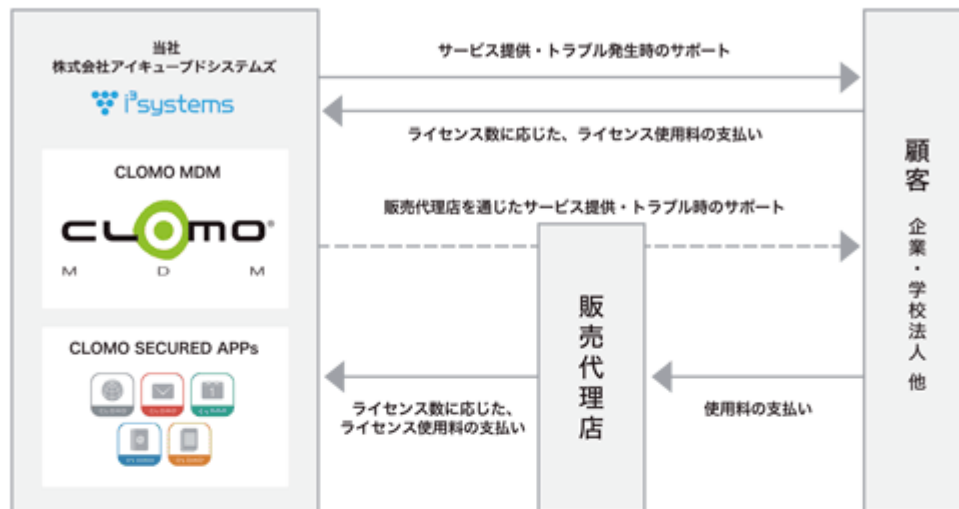 当社
株式会社アイキューブドシステムズ
i³systems
CLOMO MDM
CLOMO®
M D M
CLOMO SECURED APPs
サービス提供・トラブル発生時のサポート
ライセンス数に応じた、ライセンス使用料の支払い
販売代理店を通じたサービス提供・トラブル時のサポート
販売代理店
ライセンス数に応じた、
ライセンス使用料の支払い
使用料の支払い
顧客 企業・学校法人 他